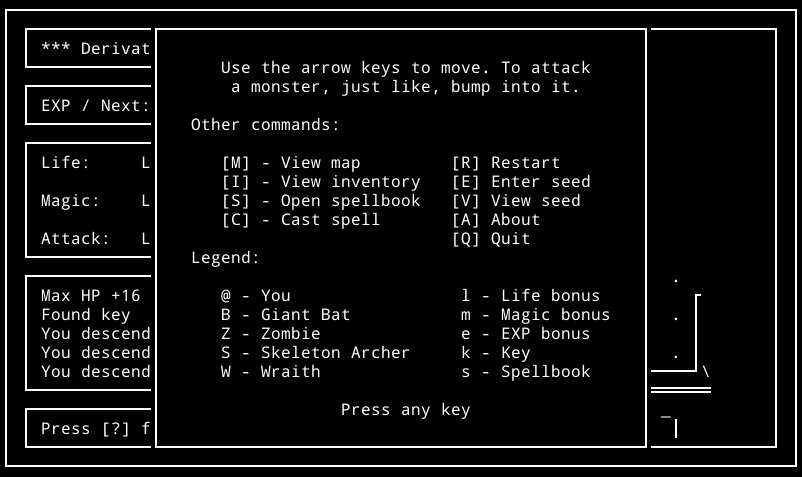 *** Derivat
Use the arrow keys to move. To attack
a monster, just like, bump into it.
EXP / Next:
Other commands:
Life: L
[M] - View map [R] Restart
[I] - View inventory [E] Enter seed
Magic: L
[S] - Open spellbook [V] View seed
[C] - Cast spell [A] About
Attack: L
[Q] Quit
Legend:
Max HP +16
@ - You l - Life bonus
Found key
B - Giant Bat m - Magic bonus
You descend
Z - Zombie e - EXP bonus
You descend
S - Skeleton Archer k - Key
You descend
W - Wraith s - Spellbook
Press any key
Press [?] f